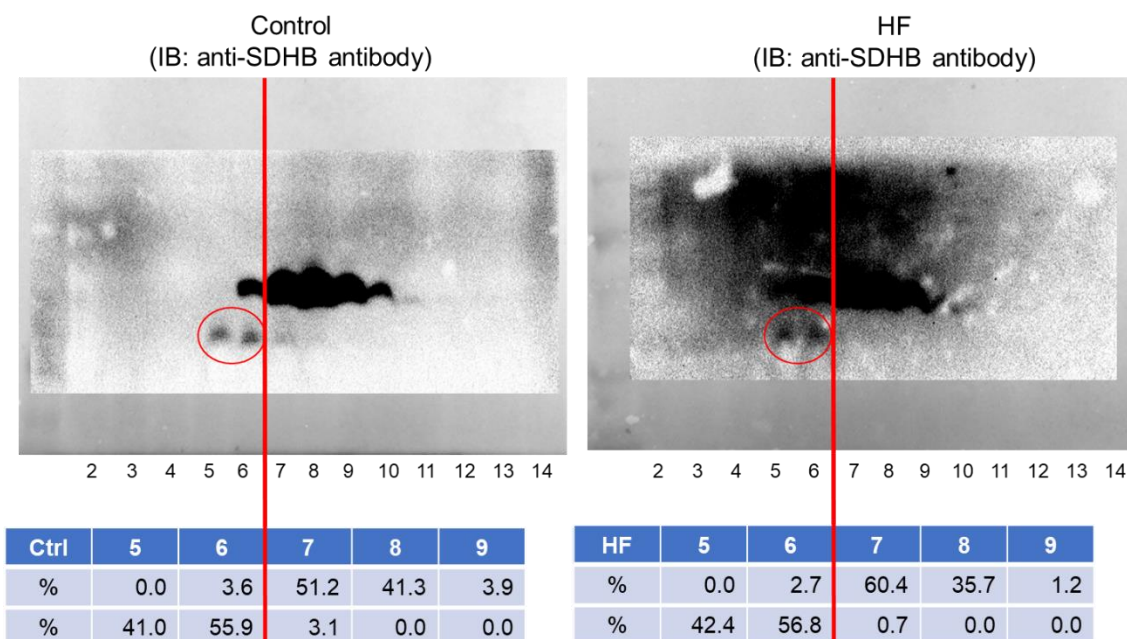 Control
(IB: anti-SDHB antibody)
2 3 4 5 6 7 8 9 10 11 12 13 14
Ctrl 5 6 7 8 9
% 0.0 3.6 51.2 41.3 3.9
% 41.0 55.9 3.1 0.0 0.0
HF
(IB: anti-SDHB antibody)
2 3 4 5 6 7 8 9 10 11 12 13 14
HF 5 6 7 8 9
% 0.0 2.7 60.4 35.7 1.2
% 42.4 56.8 0.7 0.0 0.0